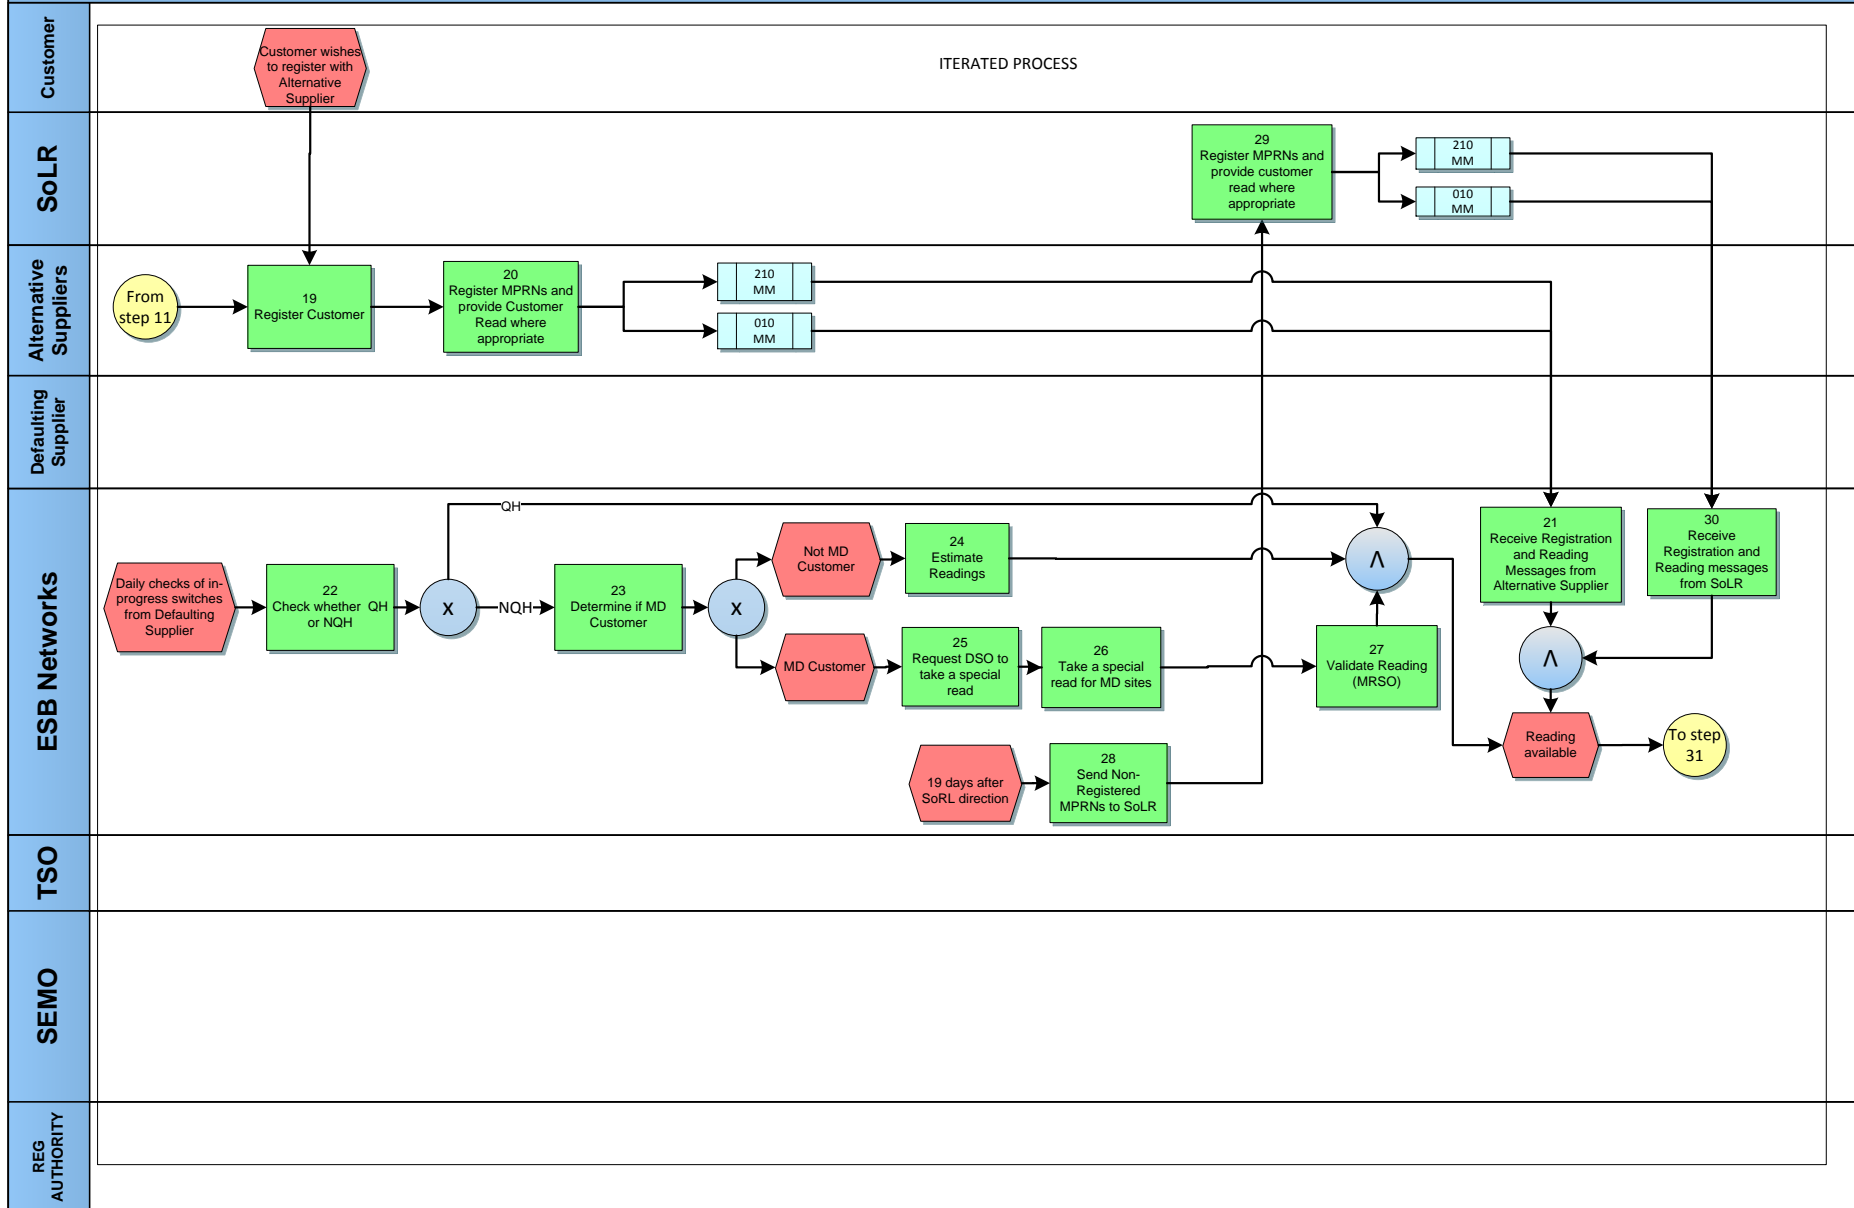 Customer
Customer wishes
to register with
Alternative
Supplier
ITERATED PROCESS
SoLR
29
Register MPRNs and
provide customer
read where
appropriate
210
MM
010
MM
Alternative
Suppliers
From
step 11
19
Register Customer
20
Register MPRNs and
provide Customer
Read where
appropriate
210
MM
010
MM
Defaulting
Supplier
ESB Networks
QH
Daily checks of in-
progress switches
from Defaulting
Supplier
22
Check whether QH
or NQH
X
NQH
23
Determine if MD
Customer
X
Not MD
Customer
24
Estimate
Readings
MD Customer
25
Request DSO to
take a special
read
26
Take a special
read for MD sites
27
Validate Reading
(MRSO)
Λ
21
Receive Registration
and Reading
Messages from
Alternative Supplier
30
Receive
Registration and
Reading messages
from SoLR
Λ
Reading
available
To step
31
19 days after
SoRL direction
28
Send Non-
Registered
MPRNs to SoLR
TSO
SEMO
REG
AUTHORITY